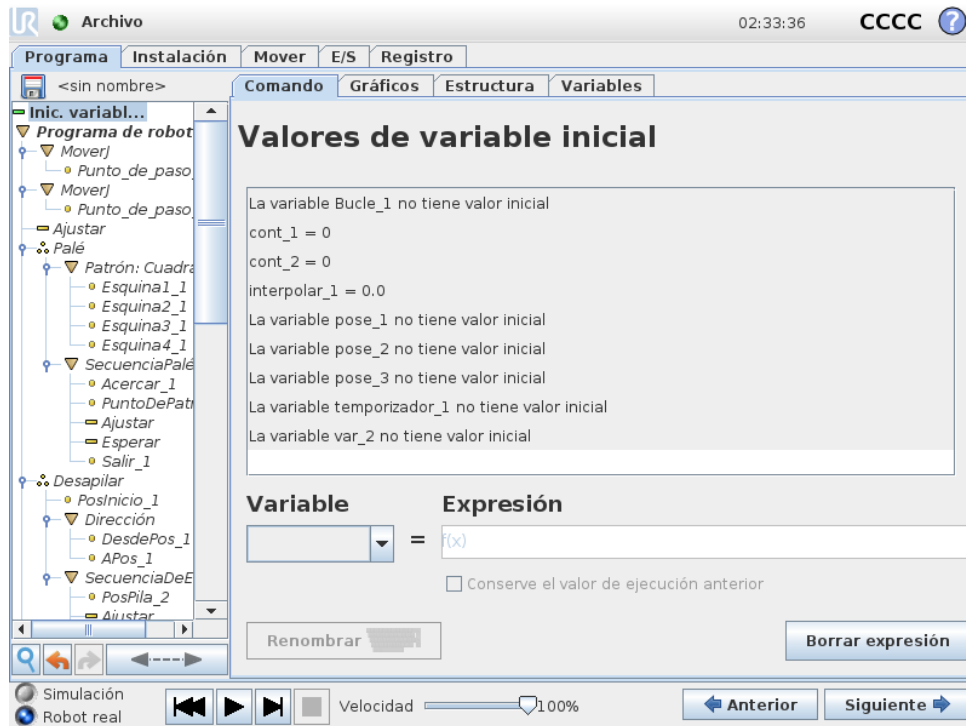 UR Archivo 02:33:36 CCCC ?
Programa Instalación Mover E/S Registro
<sin nombre> Comando Gráficos Estructura Variables
Inic. variabl...
Programa de robot
MoverJ
Punto_de_paso_
MoverJ
Punto_de_paso_
Ajustar
Palé
Patrón: Cuadra
Esquina1_1
Esquina2_1
Esquina3_1
Esquina4_1
SecuenciaPalé
Acercar_1
PuntoDePatr
Ajustar
Esperar
Salir_1
Desapilar
PosInicio_1
Dirección
DesdePos_1
APos_1
SecuenciaDeE
PosPila_2
Ajustar
Valores de variable inicial
La variable Bucle_1 no tiene valor inicial
cont_1 = 0
cont_2 = 0
interpolar_1 = 0.0
La variable pose_1 no tiene valor inicial
La variable pose_2 no tiene valor inicial
La variable pose_3 no tiene valor inicial
La variable temporizador_1 no tiene valor inicial
La variable var_2 no tiene valor inicial
Variable Expresión
= f(x)
Conserve el valor de ejecución anterior
Renombrar Borrar expresión
Simulación
Robot real
Velocidad 100% Anterior Siguiente